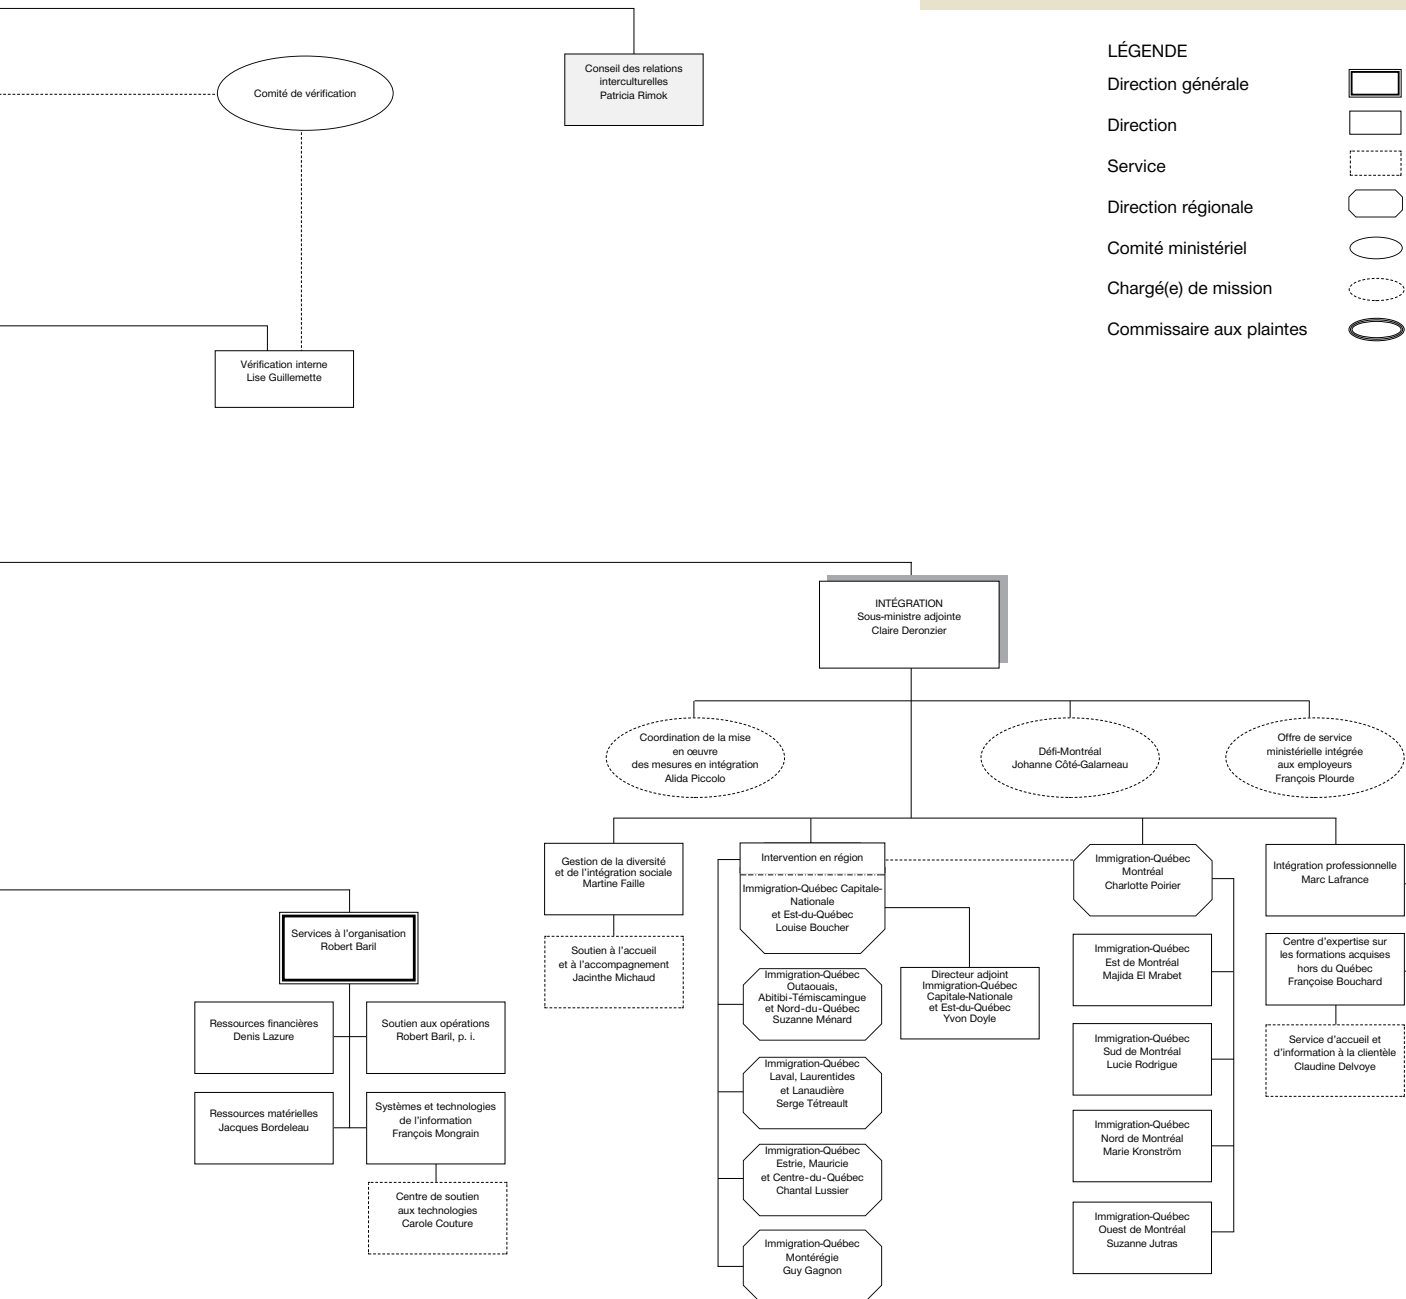 Conseil des relations
interculturelles
Patricia Rimok
Comité de vérification
LÉGENDE
Direction générale
Direction
Service
Direction régionale
Comité ministériel
Chargé(e) de mission
Commissaire aux plaintes
Vérification interne
Lise Guillemette
INTÉGRATION
Sous-ministre adjointe
Claire Deronzier
Coordination de la mise
en œuvre
des mesures en intégration
Alida Piccolo
Défi-Montréal
Johanne Côté-Galarneau
Offre de service
ministérielle intégrée
aux employeurs
François Plourde
Gestion de la diversité
et de l'intégration sociale
Martine Faille
Soutien à l'accueil
et à l'accompagnement
Jacinthe Michaud
Intervention en région
Immigration-Québec Capitale-
Nationale
et Est-du-Québec
Louise Boucher
Directeur adjoint
Immigration-Québec
Capitale-Nationale
et Est-du-Québec
Yvon Doyle
Immigration-Québec
Outaouais,
Abitibi-Témiscamingue
et Nord-du-Québec
Suzanne Ménard
Immigration-Québec
Laval, Laurentides
et Lanaudière
Serge Tétreault
Immigration-Québec
Estrie, Mauricie
et Centre-du-Québec
Chantal Lussier
Immigration-Québec
Montérégie
Guy Gagnon
Immigration-Québec
Montréal
Charlotte Poirier
Immigration-Québec
Est de Montréal
Majida El Mrabet
Immigration-Québec
Sud de Montréal
Lucie Rodrigue
Immigration-Québec
Nord de Montréal
Marie Kronström
Immigration-Québec
Ouest de Montréal
Suzanne Jutras
Intégration professionnelle
Marc Lafrance
Centre d'expertise sur
les formations acquises
hors du Québec
Françoise Bouchard
Service d'accueil et
d'information à la clientèle
Claudine Delvoye
Services à l'organisation
Robert Baril
Ressources financières
Denis Lazure
Soutien aux opérations
Robert Baril, p. i.
Ressources matérielles
Jacques Bordeleau
Systèmes et technologies
de l'information
François Mongrain
Centre de soutien
aux technologies
Carole Couture